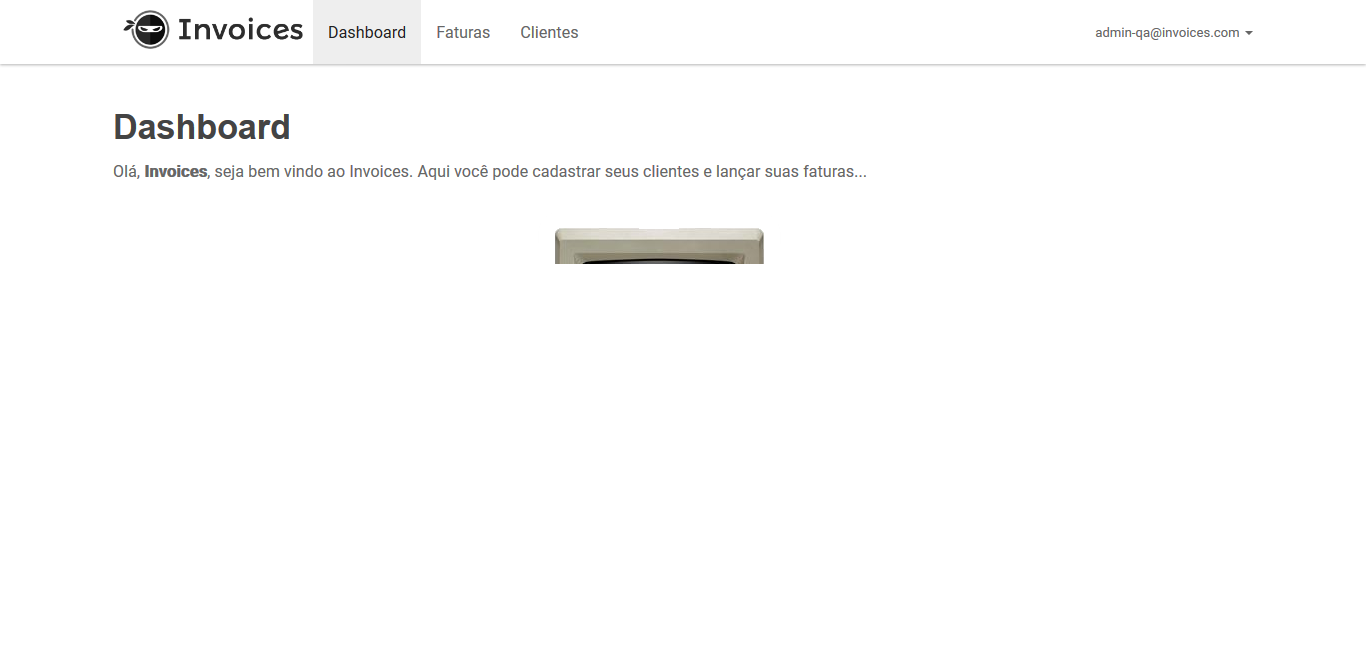 Invoices
Dashboard
Faturas
Clientes
admin-qa@invoices.com
Dashboard
Olá, Invoices, seja bem vindo ao Invoices. Aqui você pode cadastrar seus clientes e lançar suas faturas...